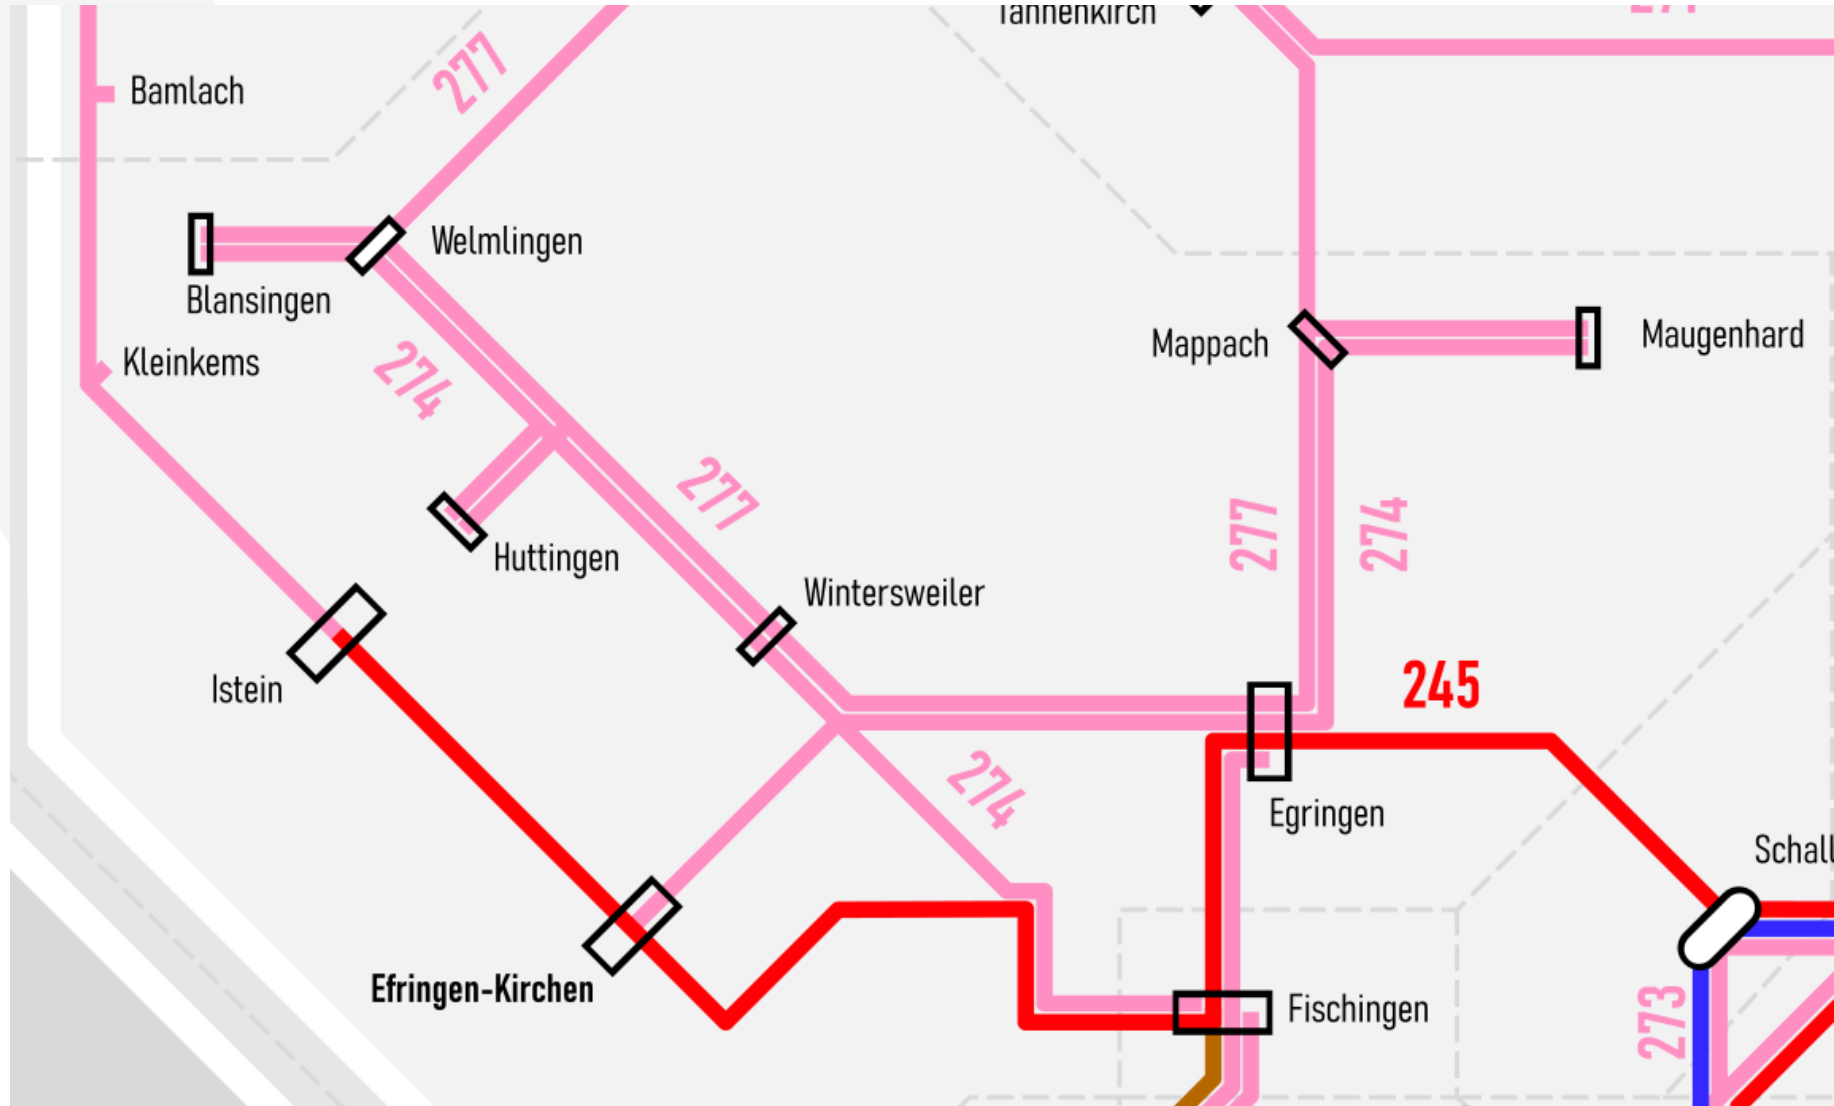 Tannenkirch
277
Bamlach
Welmlingen
Blansingen
Kleinkems
274
Mappach
Maugenhard
277
277
274
Huttingen
Wintersweiler
Istein
245
274
Egringen
Schall
Efringen-Kirchen
Fischingen
273